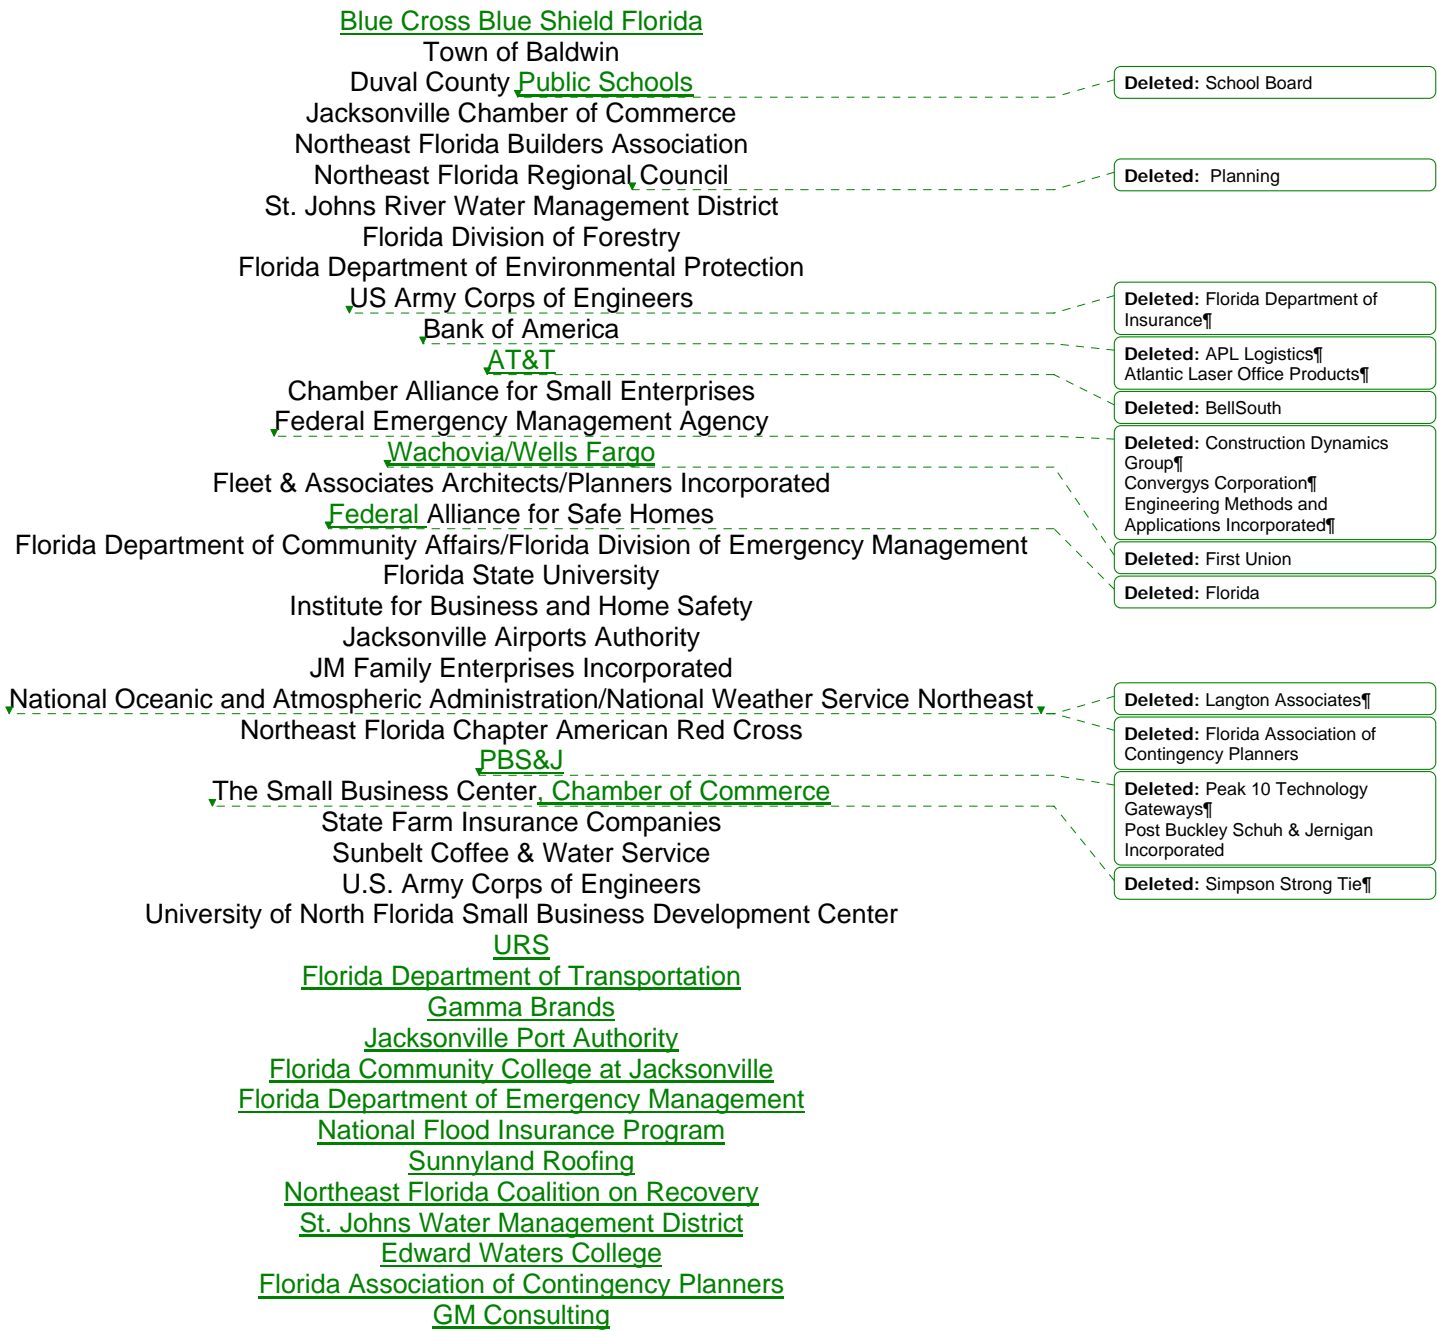 Blue Cross Blue Shield Florida
Town of Baldwin
Duval County Public Schools
Jacksonville Chamber of Commerce
Northeast Florida Builders Association
Northeast Florida Regional Council
St. Johns River Water Management District
Florida Division of Forestry
Florida Department of Environmental Protection
US Army Corps of Engineers
Bank of America
AT&T
Chamber Alliance for Small Enterprises
Federal Emergency Management Agency
Wachovia/Wells Fargo
Fleet & Associates Architects/Planners Incorporated
Federal Alliance for Safe Homes
Florida Department of Community Affairs/Florida Division of Emergency Management
Florida State University
Institute for Business and Home Safety
Jacksonville Airports Authority
JM Family Enterprises Incorporated
National Oceanic and Atmospheric Administration/National Weather Service Northeast
Northeast Florida Chapter American Red Cross
PBS&J
The Small Business Center, Chamber of Commerce
State Farm Insurance Companies
Sunbelt Coffee & Water Service
U.S. Army Corps of Engineers
University of North Florida Small Business Development Center
URS
Florida Department of Transportation
Gamma Brands
Jacksonville Port Authority
Florida Community College at Jacksonville
Florida Department of Emergency Management
National Flood Insurance Program
Sunnyland Roofing
Northeast Florida Coalition on Recovery
St. Johns Water Management District
Edward Waters College
Florida Association of Contingency Planners
GM Consulting
Deleted: School Board
Deleted: Planning
Deleted: Florida Department of
Insurance¶
Deleted: APL Logistics¶
Atlantic Laser Office Products¶
Deleted: BellSouth
Deleted: Construction Dynamics
Group¶
Convergys Corporation¶
Engineering Methods and
Applications Incorporated¶
Deleted: First Union
Deleted: Florida
Deleted: Langton Associates¶
Deleted: Florida Association of
Contingency Planners
Deleted: Peak 10 Technology
Gateways¶
Post Buckley Schuh & Jernigan
Incorporated
Deleted: Simpson Strong Tie¶